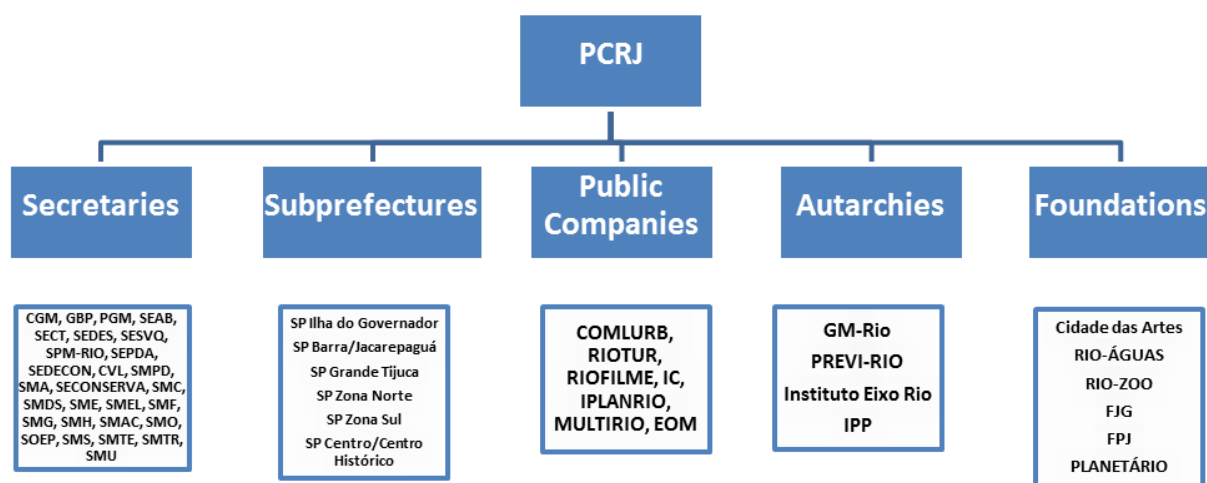 PCRJ
Secretaries
Subprefectures
Public
Companies
Autarchies
Foundations
CGM, GBP, PGM, SEAB,
SECT, SEDES, SESVQ,
SPM-RIO, SEPDA,
SEDECON, CVL, SMPD,
SMA, SECONSERVA, SMC,
SMDS, SME, SMEL, SMF,
SMG, SMH, SMAC, SMO,
SOEP, SMS, SMTE, SMTR,
SMU
SP Ilha do Governador
SP Barra/Jacarepaguá
SP Grande Tijuca
SP Zona Norte
SP Zona Sul
SP Centro/Centro
Histórico
COMLURB,
RIOTUR,
RIOFILME, IC,
IPLANRIO,
MULTIRIO, EOM
GM-Rio
PREVI-RIO
Instituto Eixo Rio
IPP
Cidade das Artes
RIO-ÁGUAS
RIO-ZOO
FJG
FPJ
PLANETÁRIO